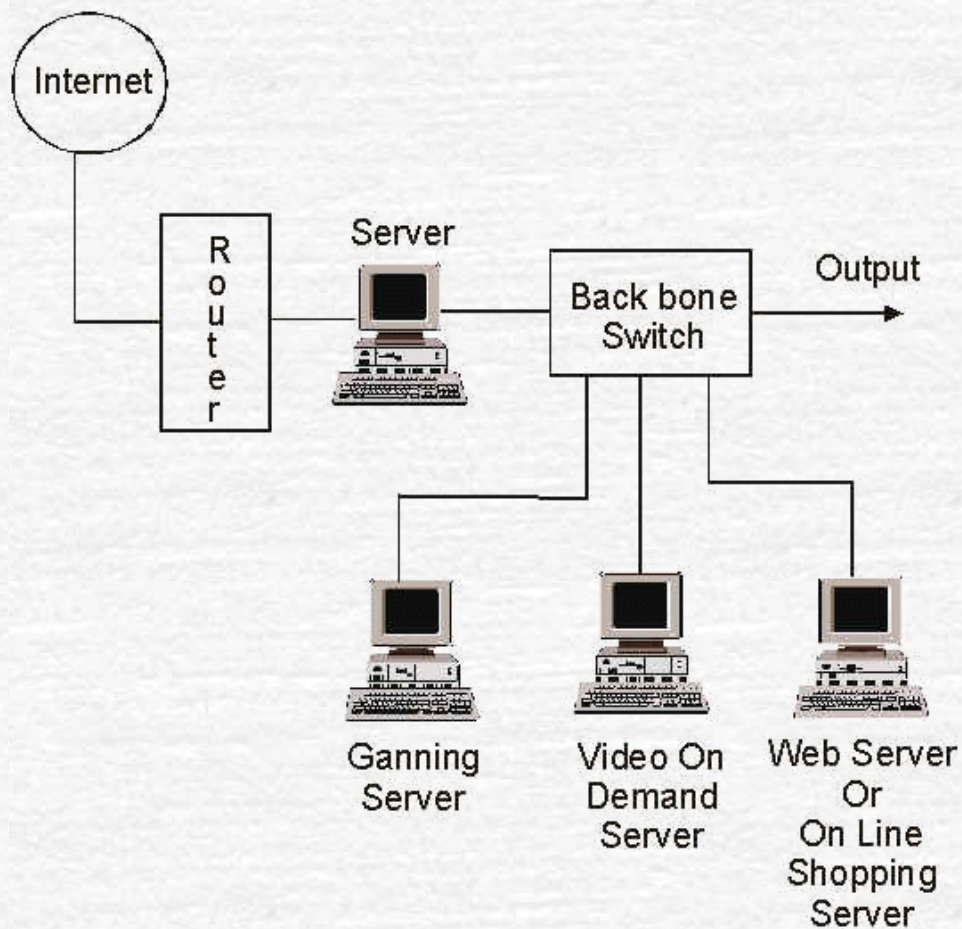 Internet
Router
Server
Back bone
Switch
Output
Ganning
Server
Video On
Demand
Server
Web Server
Or
On Line
Shopping
Server